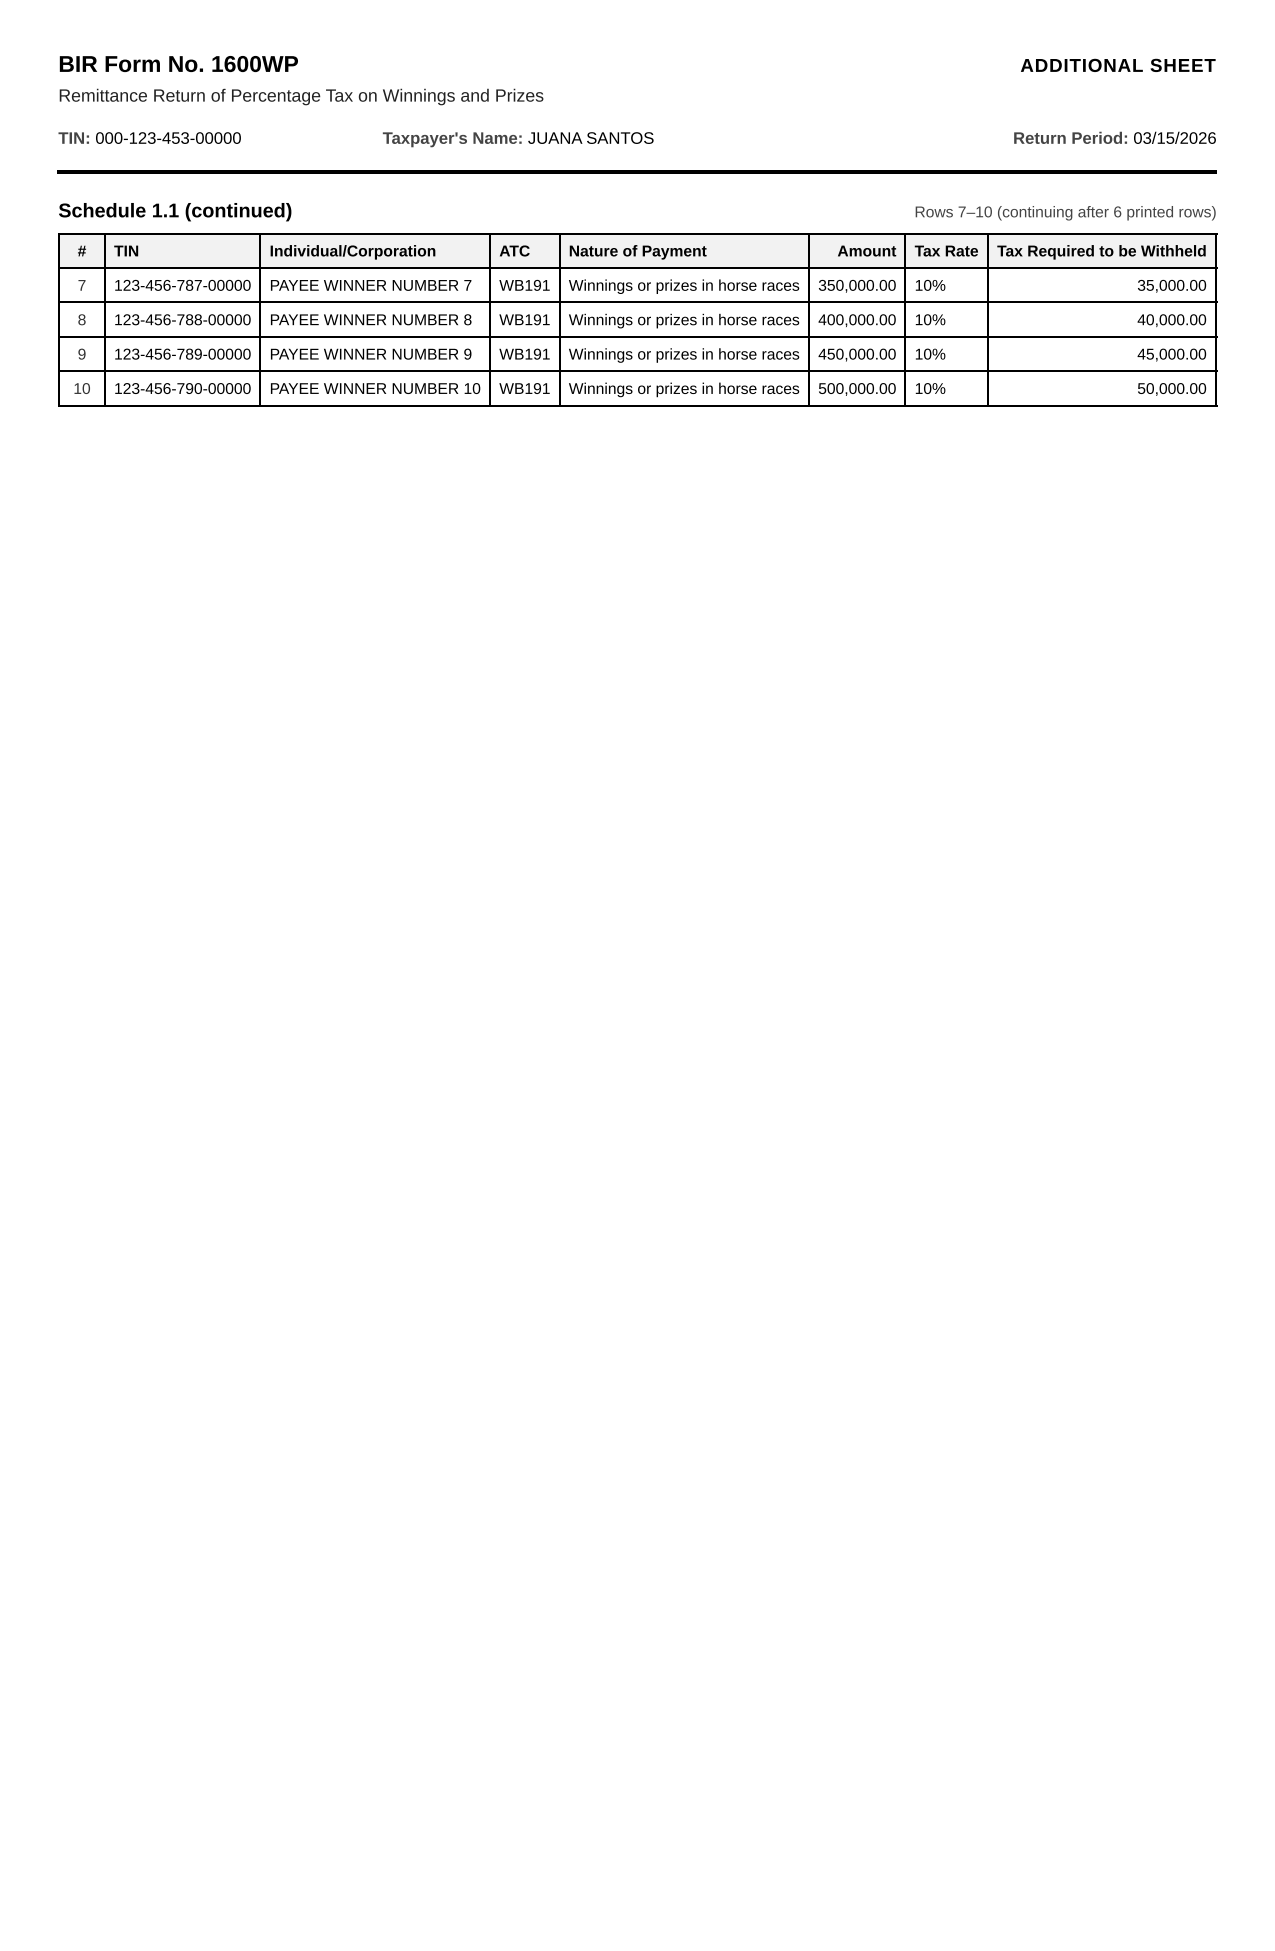 BIR Form No. 1600WP
ADDITIONAL SHEET
Remittance Return of Percentage Tax on Winnings and Prizes
TIN: 000-123-453-00000 Taxpayer's Name: JUANA SANTOS Return Period: 03/15/2026
Schedule 1.1 (continued) Rows 7–10 (continuing after 6 printed rows)
# TIN Individual/Corporation ATC Nature of Payment Amount Tax Rate Tax Required to be Withheld
7 123-456-787-00000 PAYEE WINNER NUMBER 7 WB191 Winnings or prizes in horse races 350,000.00 10% 35,000.00
8 123-456-788-00000 PAYEE WINNER NUMBER 8 WB191 Winnings or prizes in horse races 400,000.00 10% 40,000.00
9 123-456-789-00000 PAYEE WINNER NUMBER 9 WB191 Winnings or prizes in horse races 450,000.00 10% 45,000.00
10 123-456-790-00000 PAYEE WINNER NUMBER 10 WB191 Winnings or prizes in horse races 500,000.00 10% 50,000.00